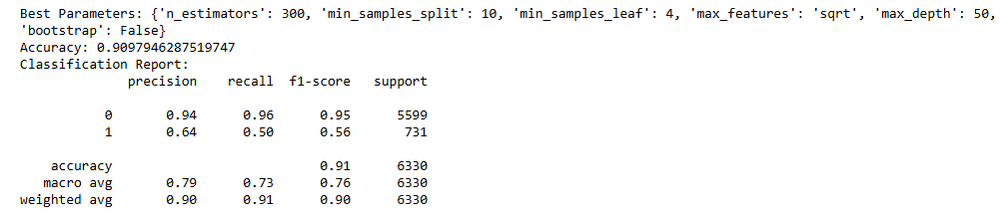 Best Parameters: {'n_estimators': 300, 'min_samples_split': 10, 'min_samples_leaf': 4, 'max_features': 'sqrt', 'max_depth': 50,
'bootstrap': False}
Accuracy: 0.9097946287519747
Classification Report:
precision    recall  f1-score   support
0       0.94      0.96      0.95      5599
1       0.64      0.50      0.56       731
accuracy                           0.91      6330
macro avg       0.79      0.73      0.76      6330
weighted avg       0.90      0.91      0.90      6330